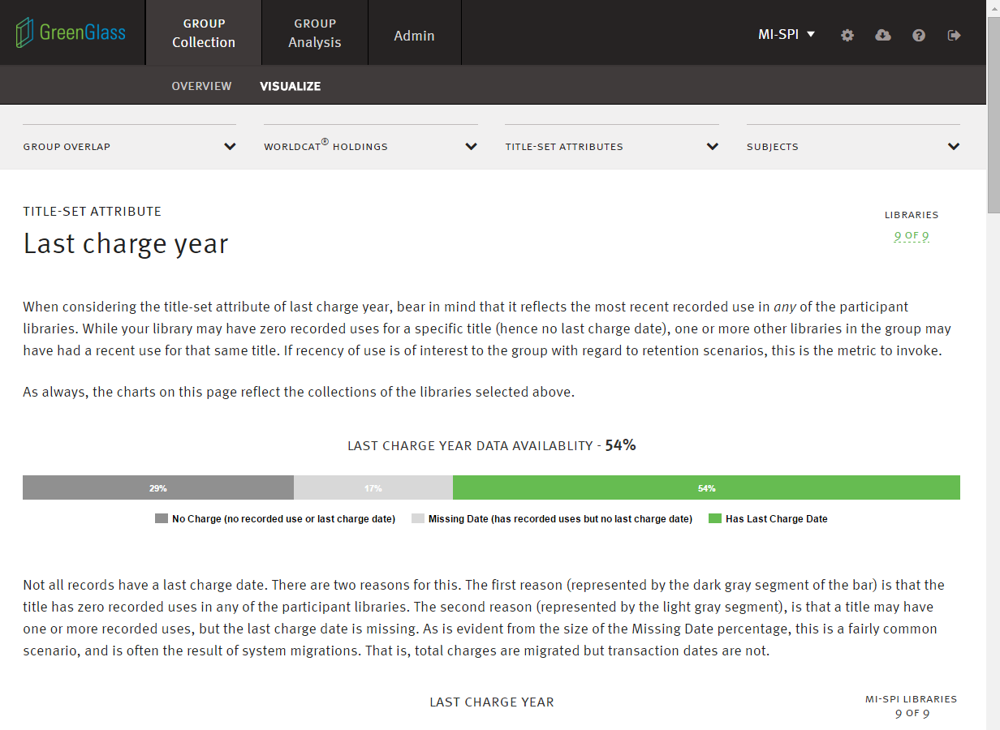 GreenGlass
GROUP
Collection
GROUP
Analysis
Admin
MI-SPI
OVERVIEW
VISUALIZE
GROUP OVERLAP
WORLDCAT® HOLDINGS
TITLE-SET ATTRIBUTES
SUBJECTS
TITLE-SET ATTRIBUTE
Last charge year
LIBRARIES
9 OF 9
When considering the title-set attribute of last charge year, bear in mind that it reflects the most recent recorded use in any of the participant
libraries. While your library may have zero recorded uses for a specific title (hence no last charge date), one or more other libraries in the group may
have had a recent use for that same title. If recency of use is of interest to the group with regard to retention scenarios, this is the metric to invoke.
As always, the charts on this page reflect the collections of the libraries selected above.
LAST CHARGE YEAR DATA AVAILABLITY - 54%
29%
17%
54%
No Charge (no recorded use or last charge date)
Missing Date (has recorded uses but no last charge date)
Has Last Charge Date
Not all records have a last charge date. There are two reasons for this. The first reason (represented by the dark gray segment of the bar) is that the
title has zero recorded uses in any of the participant libraries. The second reason (represented by the light gray segment), is that a title may have
one or more recorded uses, but the last charge date is missing. As is evident from the size of the Missing Date percentage, this is a fairly common
scenario, and is often the result of system migrations. That is, total charges are migrated but transaction dates are not.
LAST CHARGE YEAR
MI-SPI LIBRARIES
9 OF 9